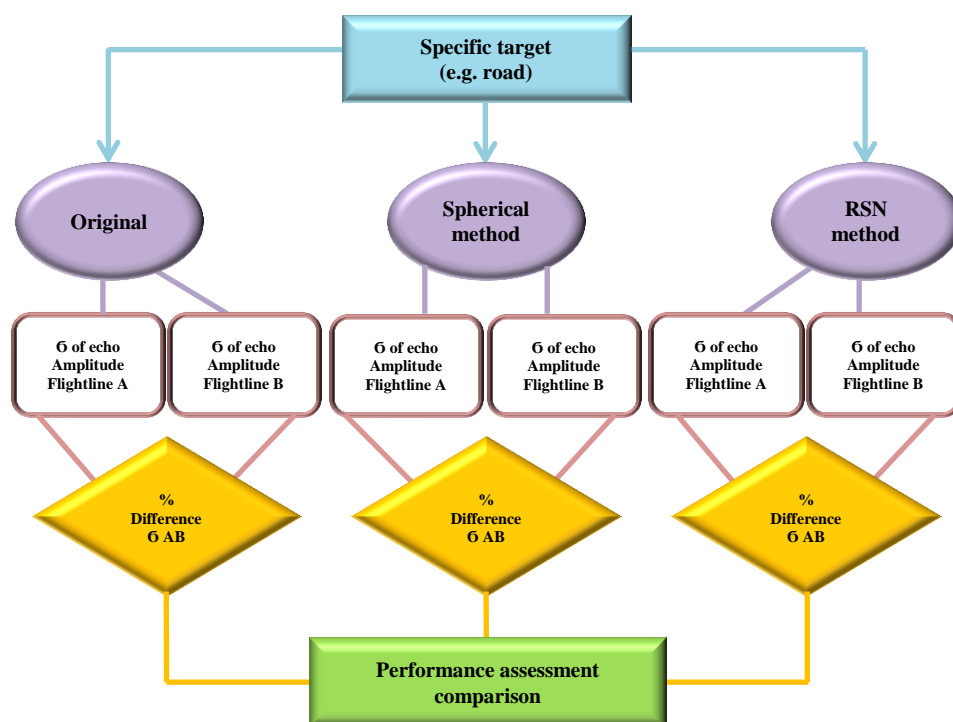 Specific target
(e.g. road)
Original
Spherical
method
RSN
method
Ϭ of echo
Amplitude
Flightline A
Ϭ of echo
Amplitude
Flightline B
Ϭ of echo
Amplitude
Flightline A
Ϭ of echo
Amplitude
Flightline B
Ϭ of echo
Amplitude
Flightline A
Ϭ of echo
Amplitude
Flightline B
%
Difference
Ϭ AB
%
Difference
Ϭ AB
%
Difference
Ϭ AB
Performance assessment
comparison